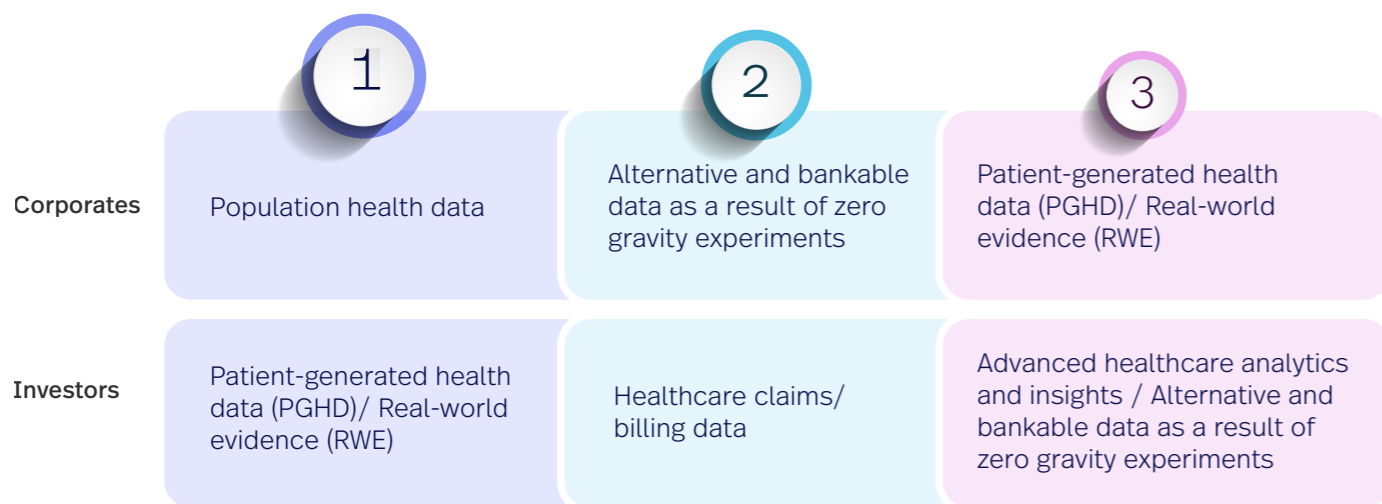 1
2
3
Corporates
Population health data
Alternative and bankable
data as a result of zero
gravity experiments
Patient-generated health
data (PGHD)/ Real-world
evidence (RWE)
Investors
Patient-generated health
data (PGHD)/ Real-world
evidence (RWE)
Healthcare claims/
billing data
Advanced healthcare analytics
and insights / Alternative and
bankable data as a result of
zero gravity experiments